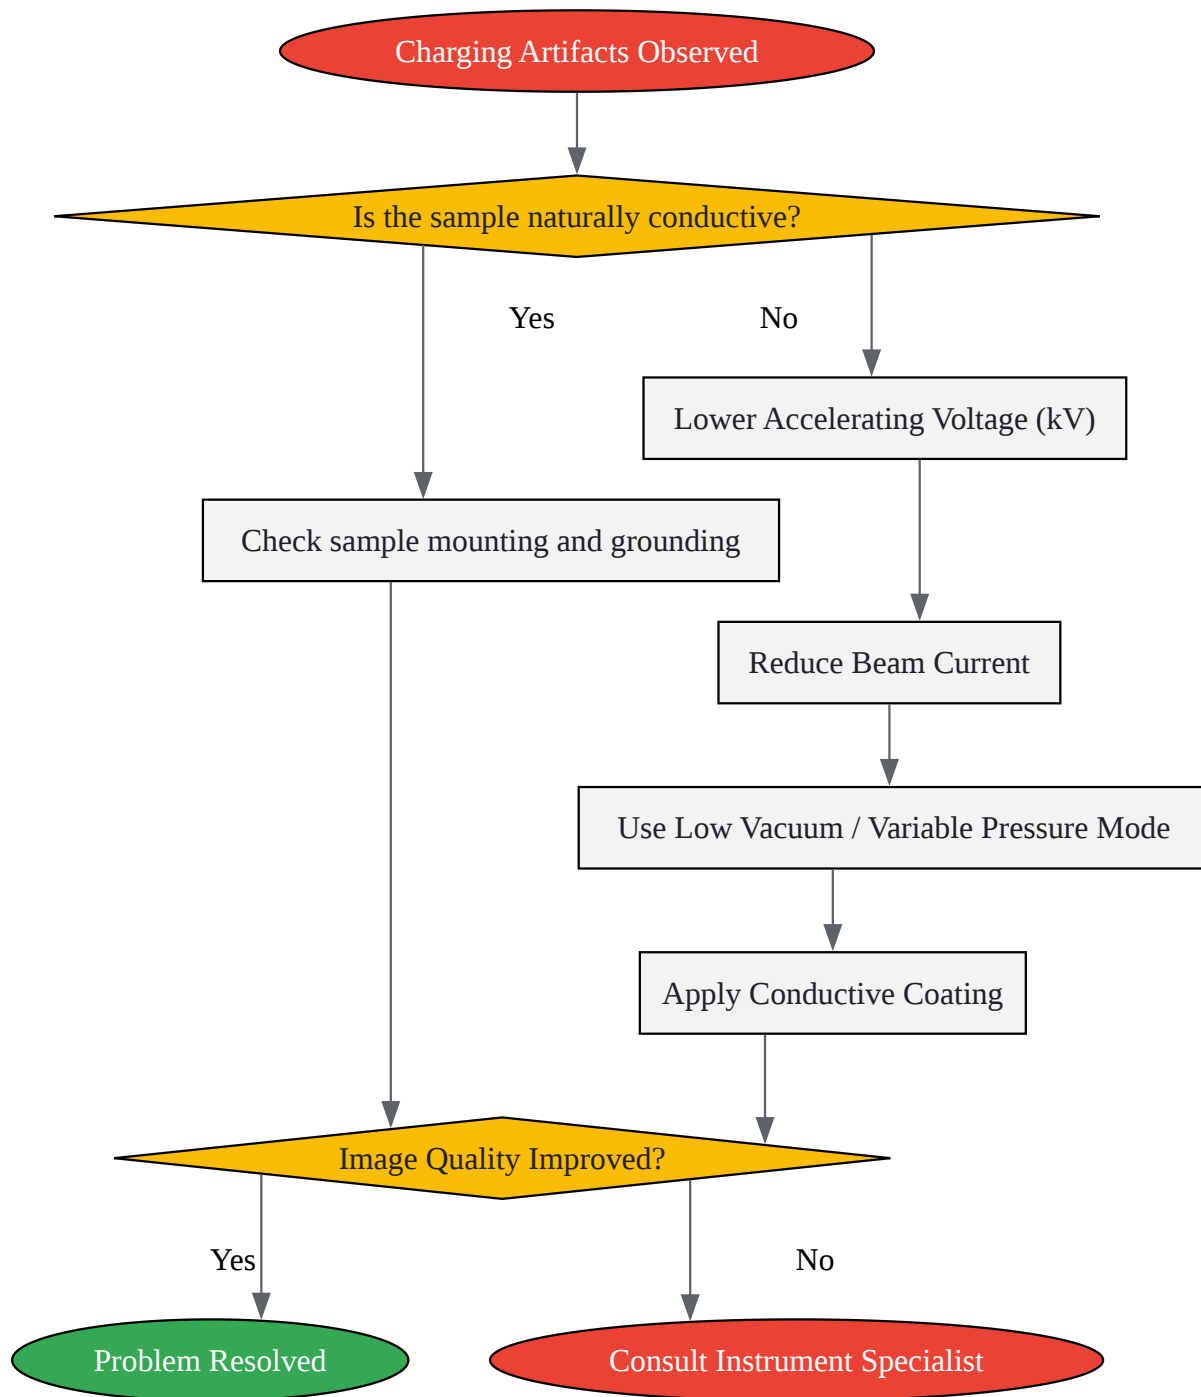 Charging Artifacts Observed
Is the sample naturally conductive?
Yes
No
Lower Accelerating Voltage (kV)
Check sample mounting and grounding
Reduce Beam Current
Use Low Vacuum / Variable Pressure Mode
Apply Conductive Coating
Image Quality Improved?
Yes
No
Problem Resolved
Consult Instrument Specialist